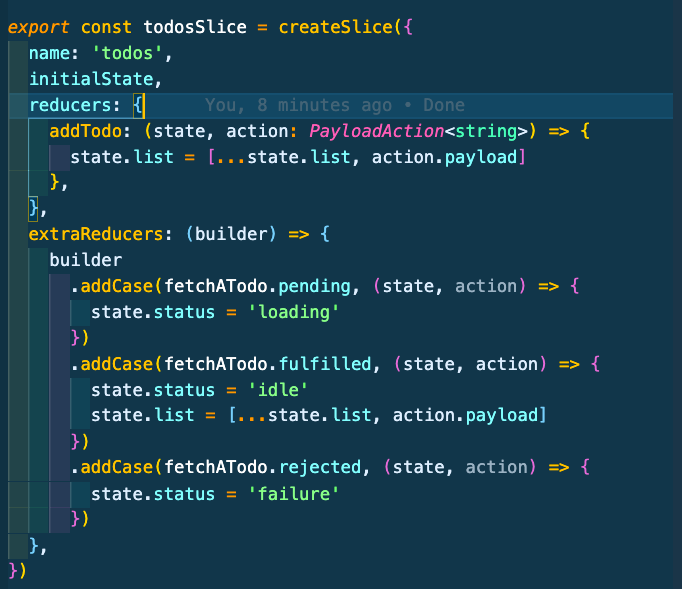 export const todosSlice = createSlice({
  name: 'todos',
  initialState,
  reducers: {      You, 8 minutes ago • Done
    addTodo: (state, action: PayloadAction<string>) => {
      state.list = [...state.list, action.payload]
    },
  },
  extraReducers: (builder) => {
    builder
      .addCase(fetchATodo.pending, (state, action) => {
        state.status = 'loading'
      })
      .addCase(fetchATodo.fulfilled, (state, action) => {
        state.status = 'idle'
        state.list = [...state.list, action.payload]
      })
      .addCase(fetchATodo.rejected, (state, action) => {
        state.status = 'failure'
      })
  },
})